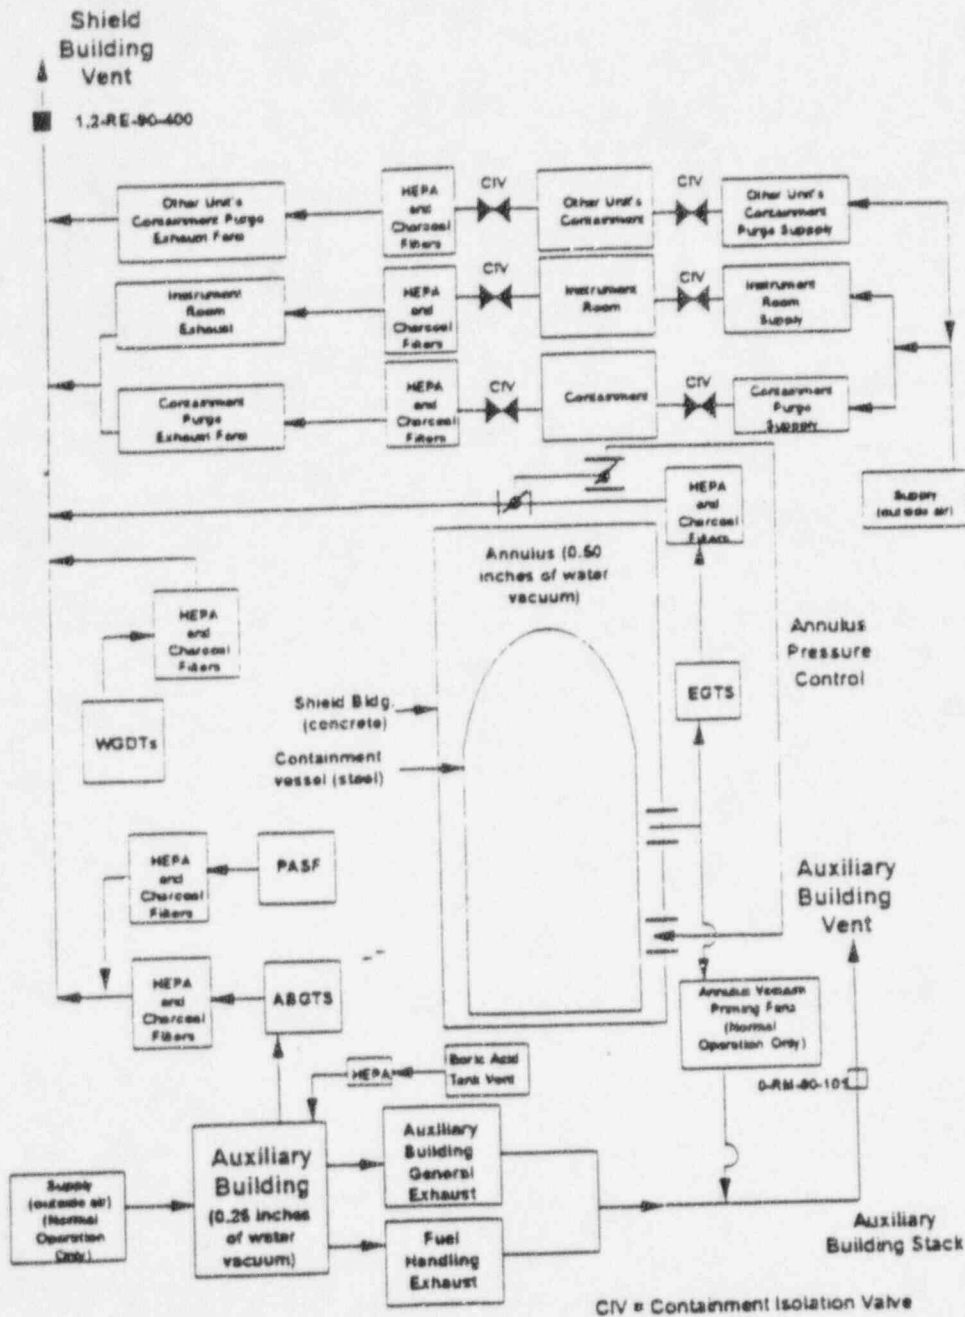 Shield
Building
Vent
1,2-RE-90-400
Other Unit's
Containment Purge
Exhaust Fans
HEPA
and
Charcoal
Filters
CIV
Other Unit's
Containment
CIV
Other Unit's
Containment
Purge Supply
Instrument
Room
Exhaust
HEPA
and
Charcoal
Filters
CIV
Instrument
Room
CIV
Instrument
Room
Supply
Containment
Purge
Exhaust Fans
HEPA
and
Charcoal
Filters
CIV
Containment
CIV
Containment
Purge
Supply
Supply
(outside air)
HEPA
and
Charcoal
Filters
Annulus (0.50
inches of water
vacuum)
HEPA
and
Charcoal
Filters
Annulus
Pressure
Control
EGTS
WGDTs
Shield Bldg.
(concrete)
Containment
vessel (steel)
HEPA
and
Charcoal
Filters
PASF
Auxiliary
Building
Vent
HEPA
and
Charcoal
Filters
ABGTS
Annulus Vacuum
Priming Fans
(Normal
Operation Only)
HEPA
Boric Acid
Tank Vent
0-RM-90-101
Supply
(outside air)
(Normal
Operation
Only)
Auxiliary
Building
(0.25 inches
of water
vacuum)
Auxiliary
Building
General
Exhaust
Fuel
Handling
Exhaust
Auxiliary
Building Stack
CIV = Containment Isolation Valve